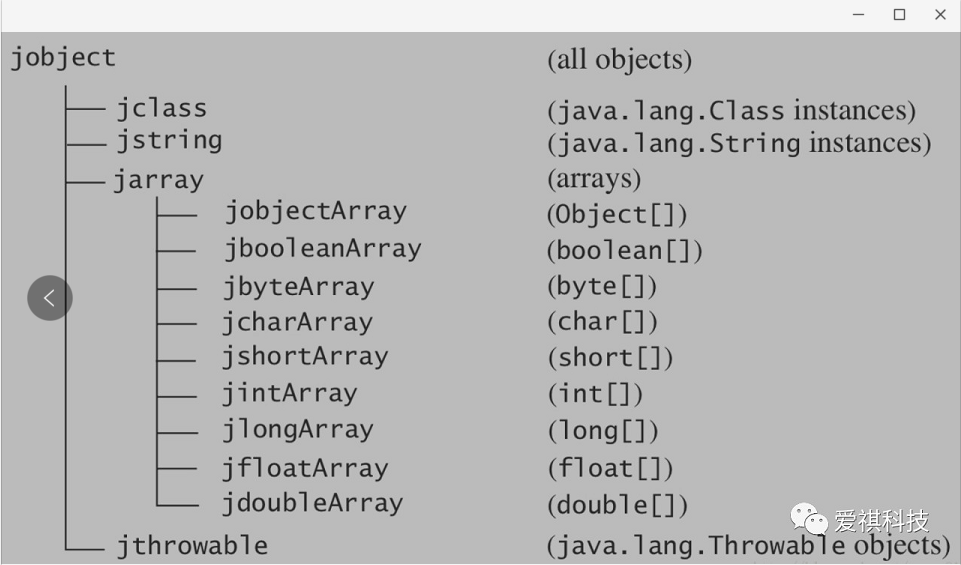 jobject (all objects)
jclass (java.lang.Class instances)
jstring (java.lang.String instances)
jarray (arrays)
jobjectArray (Object[])
jbooleanArray (boolean[])
jbyteArray (byte[])
jcharArray (char[])
jshortArray (short[])
jintArray (int[])
jlongArray (long[])
jfloatArray (float[])
jdoubleArray (double[])
爱祺科技
jthrowable (java.lang.Throwable objects)